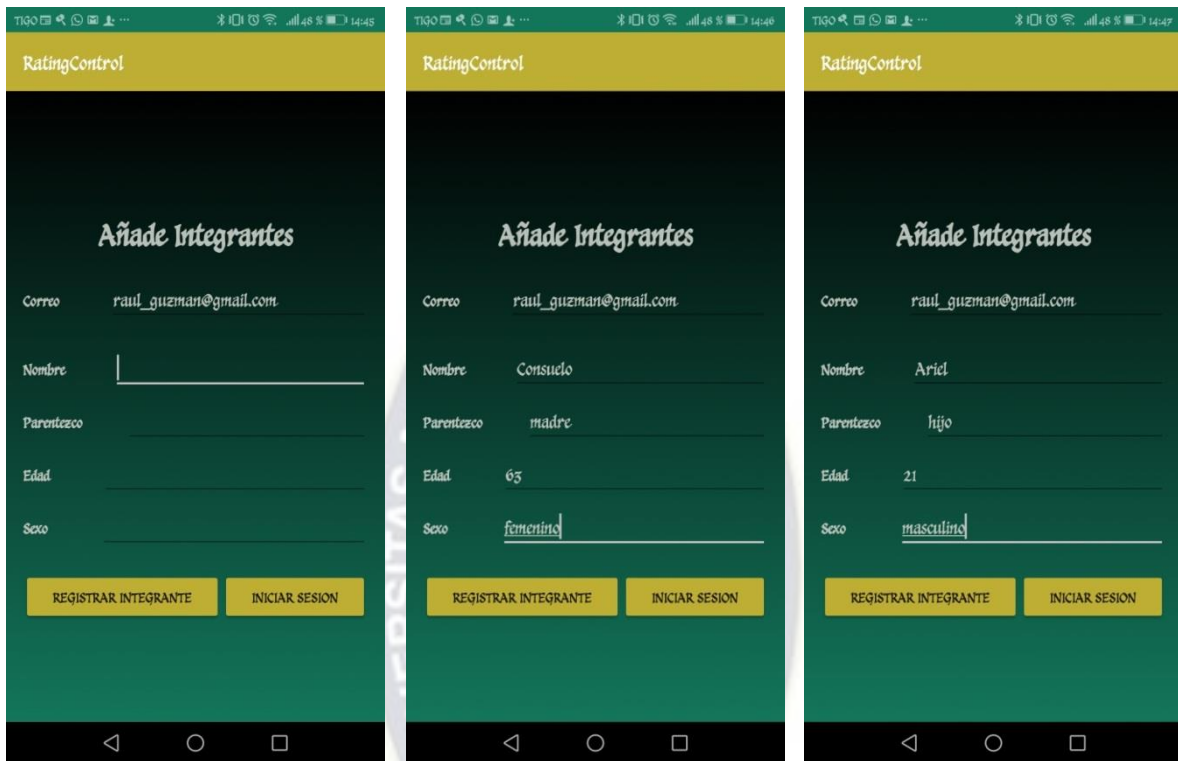 TIGO 48 % 14:45
RatingControl
Añade Integrantes
Correo raul_guzman@gmail.com
Nombre
Parentezco
Edad
Sexo
REGISTRAR INTEGRANTE INICIAR SESION
TIGO 48 % 14:46
RatingControl
Añade Integrantes
Correo raul_guzman@gmail.com
Nombre Consuelo
Parentezco madre
Edad 63
Sexo femenino
REGISTRAR INTEGRANTE INICIAR SESION
TIGO 48 % 14:47
RatingControl
Añade Integrantes
Correo raul_guzman@gmail.com
Nombre Ariel
Parentezco hijo
Edad 21
Sexo masculino
REGISTRAR INTEGRANTE INICIAR SESION